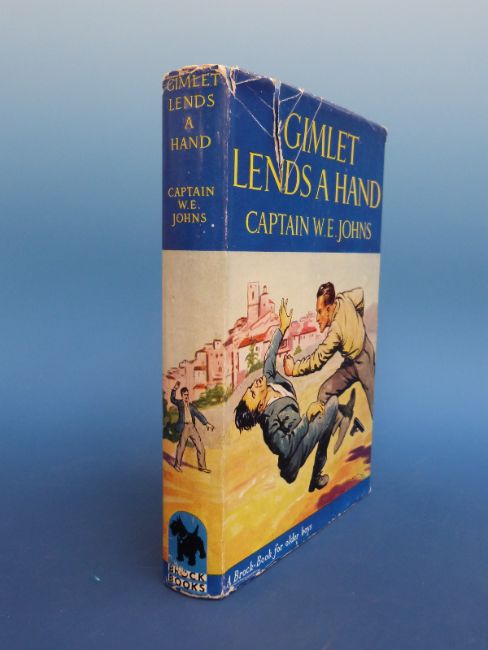 GIMLET
LENDS
A
HAND
CAPTAIN
W.E.
JOHNS
BROCK
BOOKS
GIMLET
LENDS A HAND
CAPTAIN W.E. JOHNS
A Brock-Book for older boys